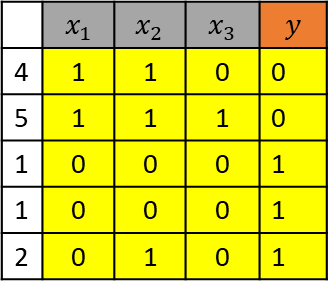 x₁ x₂ x₃ y
4 1 1 0 0
5 1 1 1 0
1 0 0 0 1
1 0 0 0 1
2 0 1 0 1